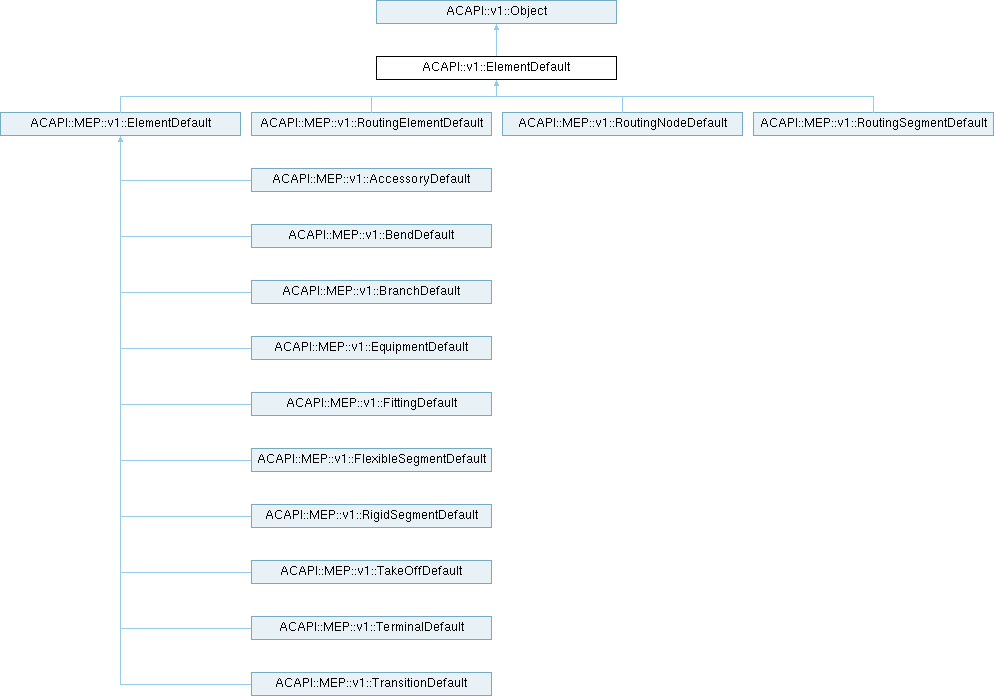 ACAPI::v1::Object
ACAPI::v1::ElementDefault
ACAPI::MEP::v1::ElementDefault
ACAPI::MEP::v1::RoutingElementDefault
ACAPI::MEP::v1::RoutingNodeDefault
ACAPI::MEP::v1::RoutingSegmentDefault
ACAPI::MEP::v1::AccessoryDefault
ACAPI::MEP::v1::BendDefault
ACAPI::MEP::v1::BranchDefault
ACAPI::MEP::v1::EquipmentDefault
ACAPI::MEP::v1::FittingDefault
ACAPI::MEP::v1::FlexibleSegmentDefault
ACAPI::MEP::v1::RigidSegmentDefault
ACAPI::MEP::v1::TakeOffDefault
ACAPI::MEP::v1::TerminalDefault
ACAPI::MEP::v1::TransitionDefault